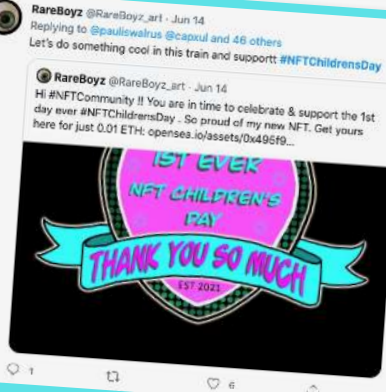 RareBoyz @RareBoyz_art · Jun 14
Replying to @pauliswalrus @capxul and 46 others
Let's do something cool in this train and supportt #NFTChildrensDay
RareBoyz @RareBoyz_art · Jun 14
Hi #NFTCommunity !! You are in time to celebrate & support the 1st
day ever #NFTChildrensDay . So proud of my new NFT. Get yours
here for just 0.01 ETH: opensea.io/assets/0x495f9...
1ST EVER
NFT CHILDREN'S
DAY
THANK YOU SO MUCH
EST 2021
1
6